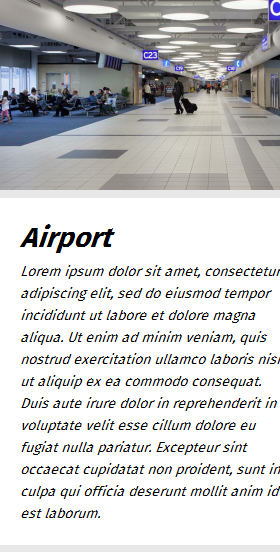 C
C23
Airport
Lorem ipsum dolor sit amet, consectetur
adipiscing elit, sed do eiusmod tempor
incididunt ut labore et dolore magna
aliqua. Ut enim ad minim veniam, quis
nostrud exercitation ullamco laboris nisi
ut aliquip ex ea commodo consequat.
Duis aute irure dolor in reprehenderit in
voluptate velit esse cillum dolore eu
fugiat nulla pariatur. Excepteur sint
occaecat cupidatat non proident, sunt in
culpa qui officia deserunt mollit anim id
est laborum.